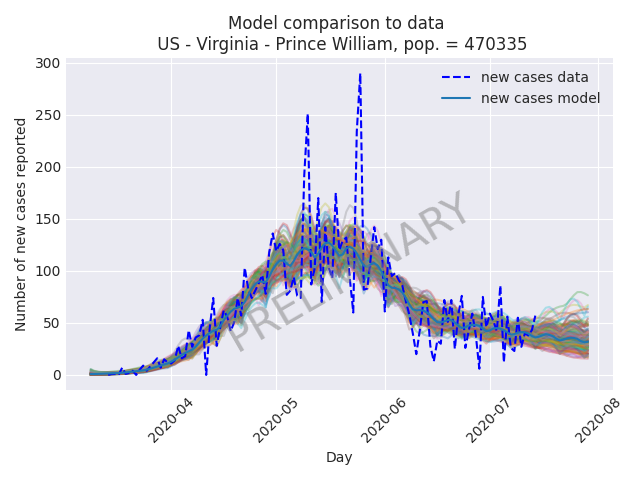 Model comparison to data
US - Virginia - Prince William, pop. = 470335
new cases data
new cases model
PRELIMINARY
Number of new cases reported
300
250
200
150
100
50
0
2020-04
2020-05
2020-06
2020-07
2020-08
Day